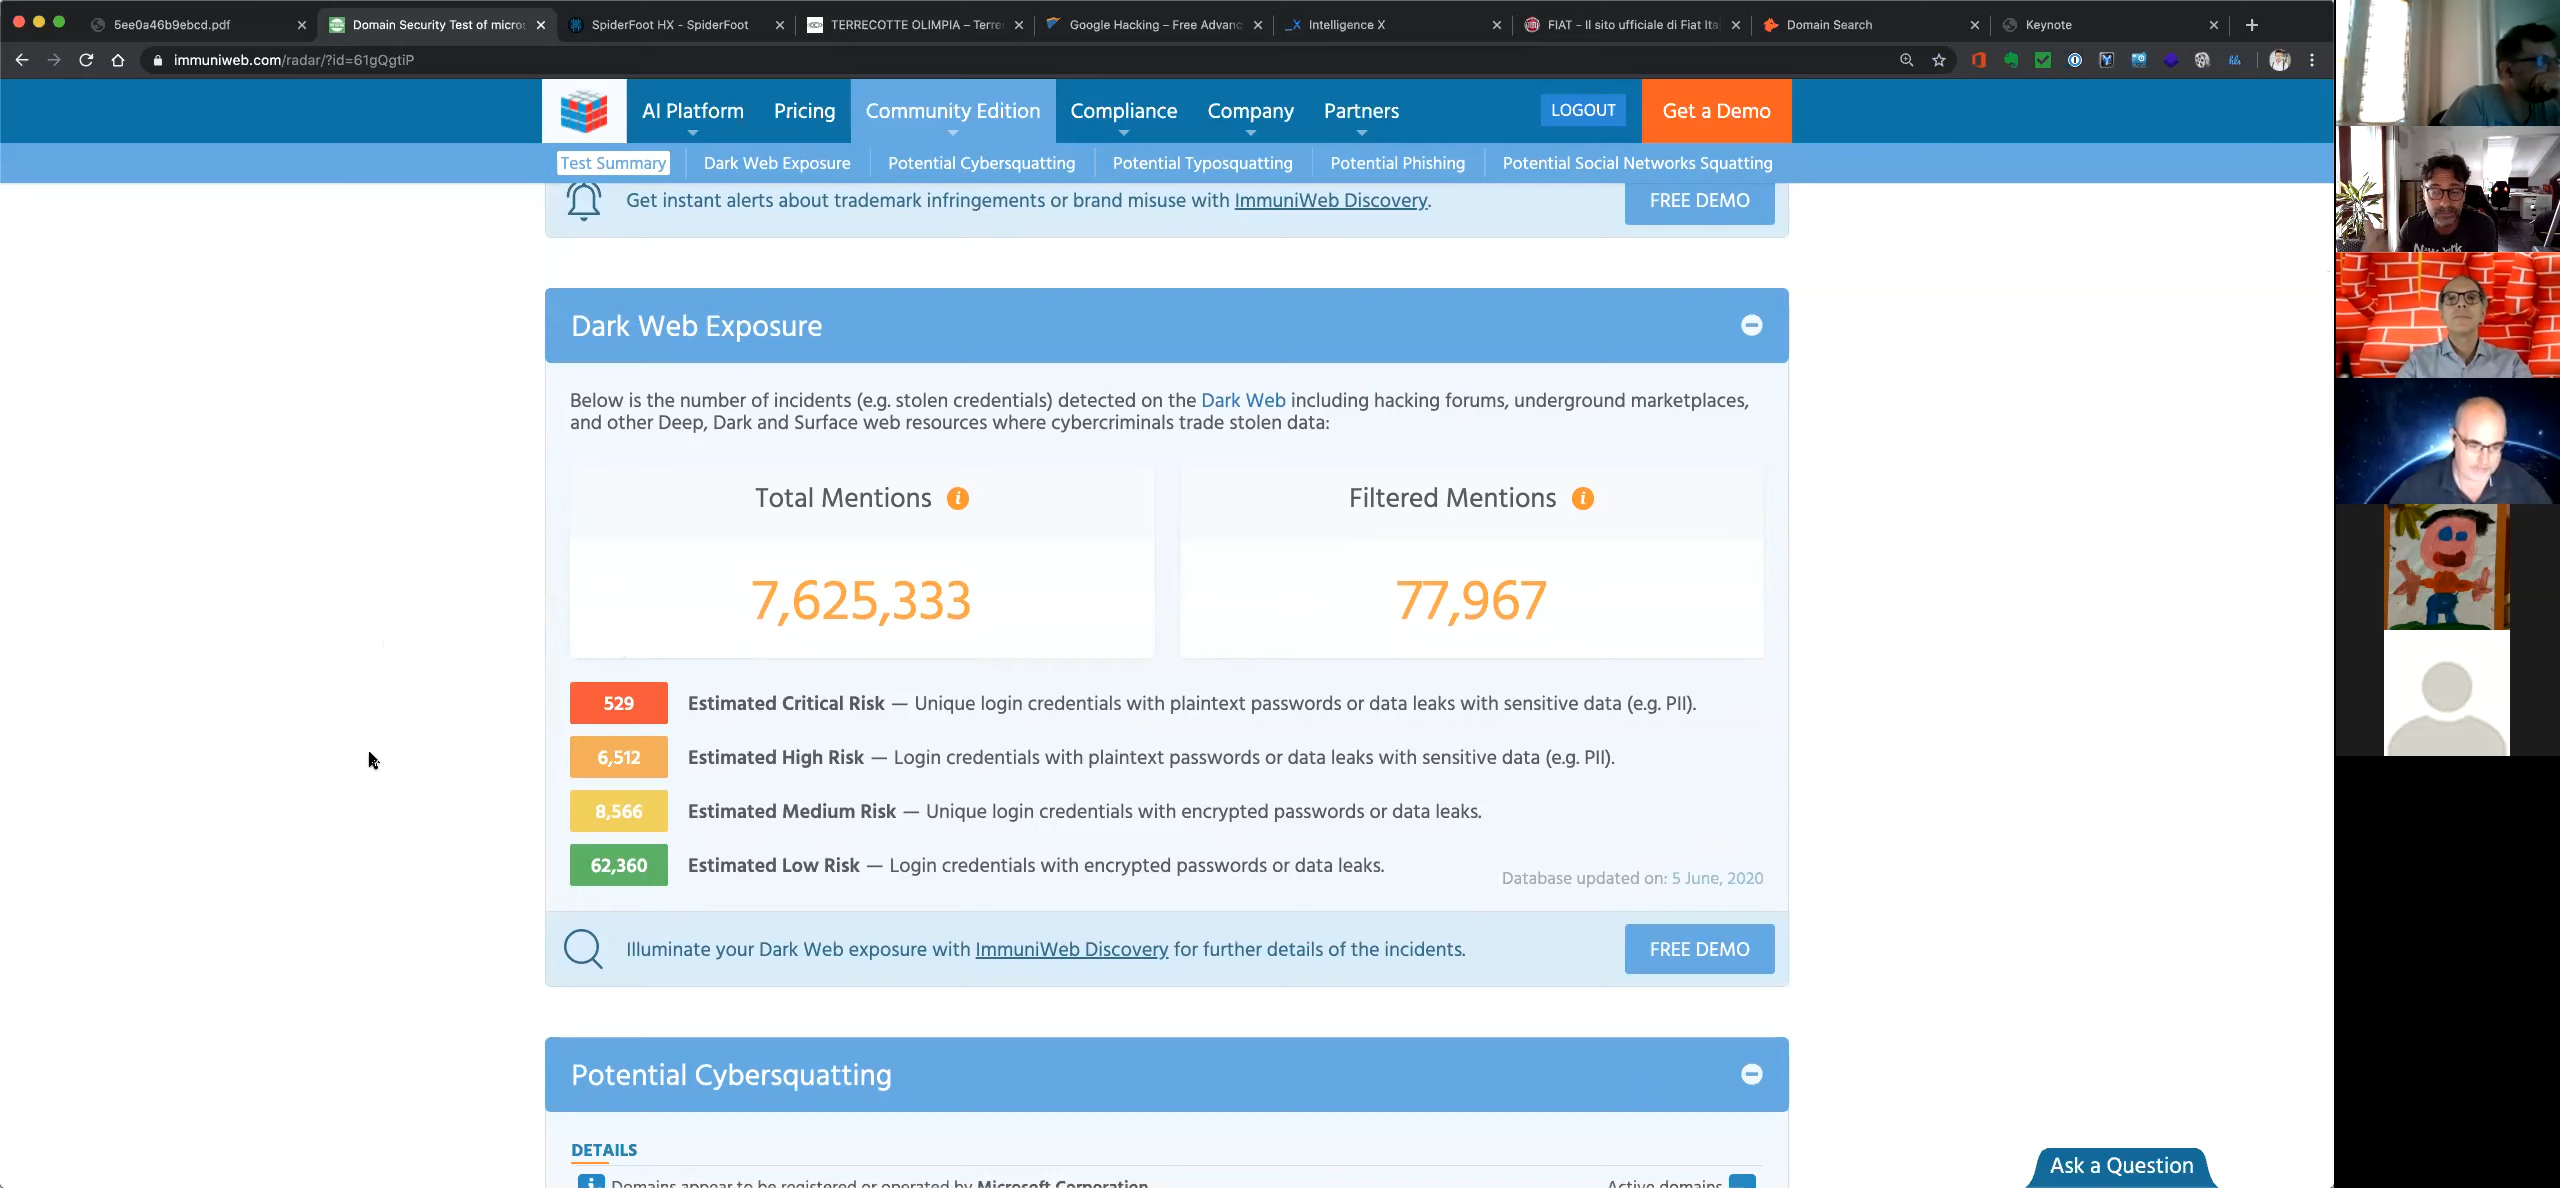 5ee0a46b9ebcd.pdf
Domain Security Test of micros
SpiderFoot HX - SpiderFoot
TERRECOTTE OLIMPIA – Terre
Google Hacking – Free Advanc
Intelligence X
FIAT - Il sito ufficiale di Fiat Ita
Domain Search
Keynote
immuniweb.com/radar/?id=61gQgtiP
AI Platform
Pricing
Community Edition
Compliance
Company
Partners
LOGOUT
Get a Demo
Test Summary
Dark Web Exposure
Potential Cybersquatting
Potential Typosquatting
Potential Phishing
Potential Social Networks Squatting
Get instant alerts about trademark infringements or brand misuse with ImmuniWeb Discovery.
FREE DEMO
Dark Web Exposure
Below is the number of incidents (e.g. stolen credentials) detected on the Dark Web including hacking forums, underground marketplaces,
and other Deep, Dark and Surface web resources where cybercriminals trade stolen data:
Total Mentions
Filtered Mentions
7,625,333
77,967
529 Estimated Critical Risk — Unique login credentials with plaintext passwords or data leaks with sensitive data (e.g. PII).
6,512 Estimated High Risk — Login credentials with plaintext passwords or data leaks with sensitive data (e.g. PII).
8,566 Estimated Medium Risk — Unique login credentials with encrypted passwords or data leaks.
62,360 Estimated Low Risk — Login credentials with encrypted passwords or data leaks.
Database updated on: 5 June, 2020
Illuminate your Dark Web exposure with ImmuniWeb Discovery for further details of the incidents.
FREE DEMO
Potential Cybersquatting
DETAILS
Domains appear to be registered or operated by Microsoft Corporation
Active domains
Ask a Question